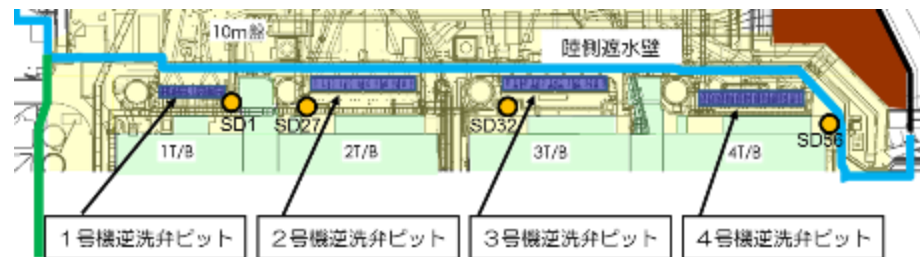 10m盤
陸側遮水壁
SD1
SD27
SD32
SD56
1T/B
2T/B
3T/B
4T/B
1号機逆洗弁ピット
2号機逆洗弁ピット
3号機逆洗弁ピット
4号機逆洗弁ピット